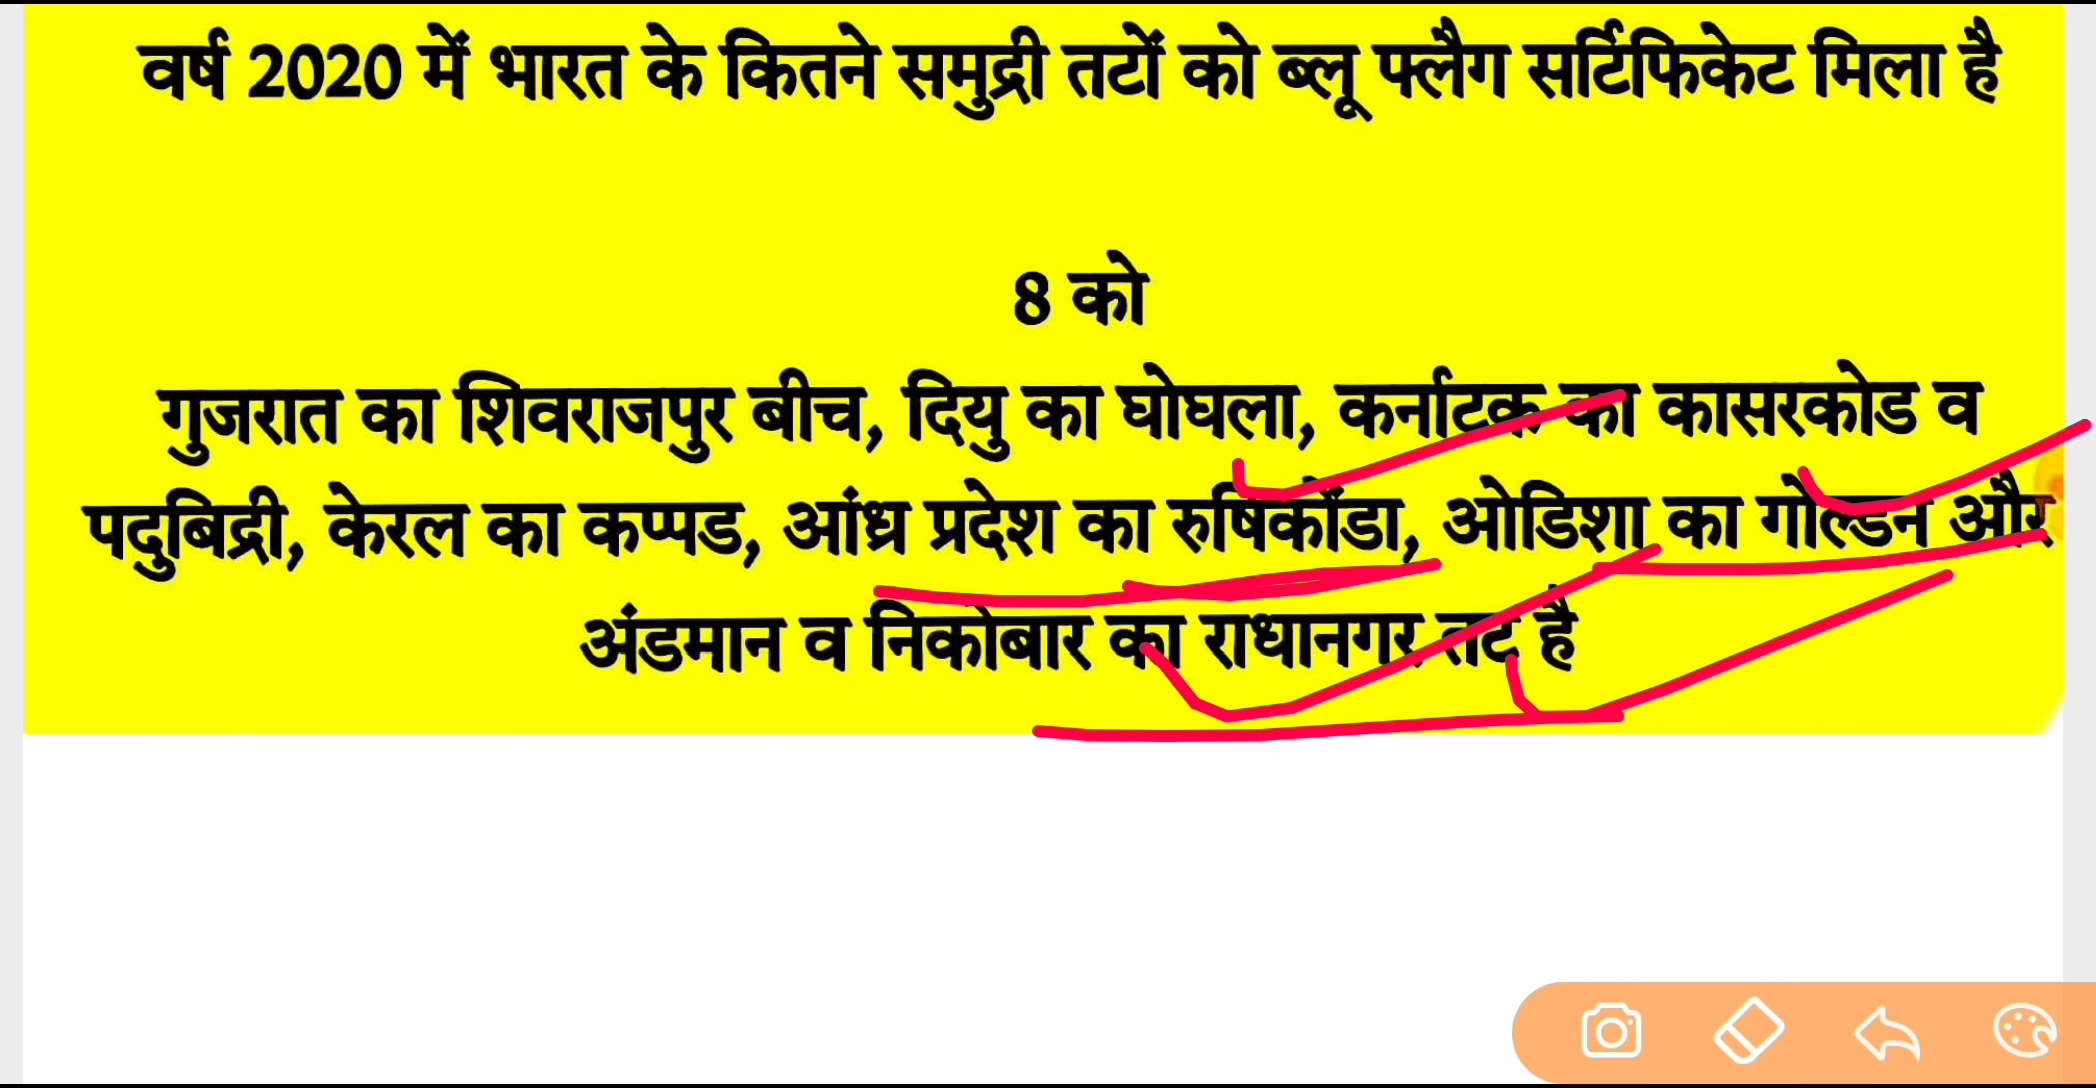 वर्ष 2020 में भारत के कितने समुद्री तटों को ब्लू फ्लैग सर्टिफिकेट मिला है
8 को
गुजरात का शिवराजपुर बीच, दियु का घोघला, कर्नाटक का कासरकोड व
पदुबिद्री, केरल का कप्पड, आंध्र प्रदेश का रुषिकोंडा, ओडिशा का गोल्डन और
अंडमान व निकोबार का राधानगर तट है